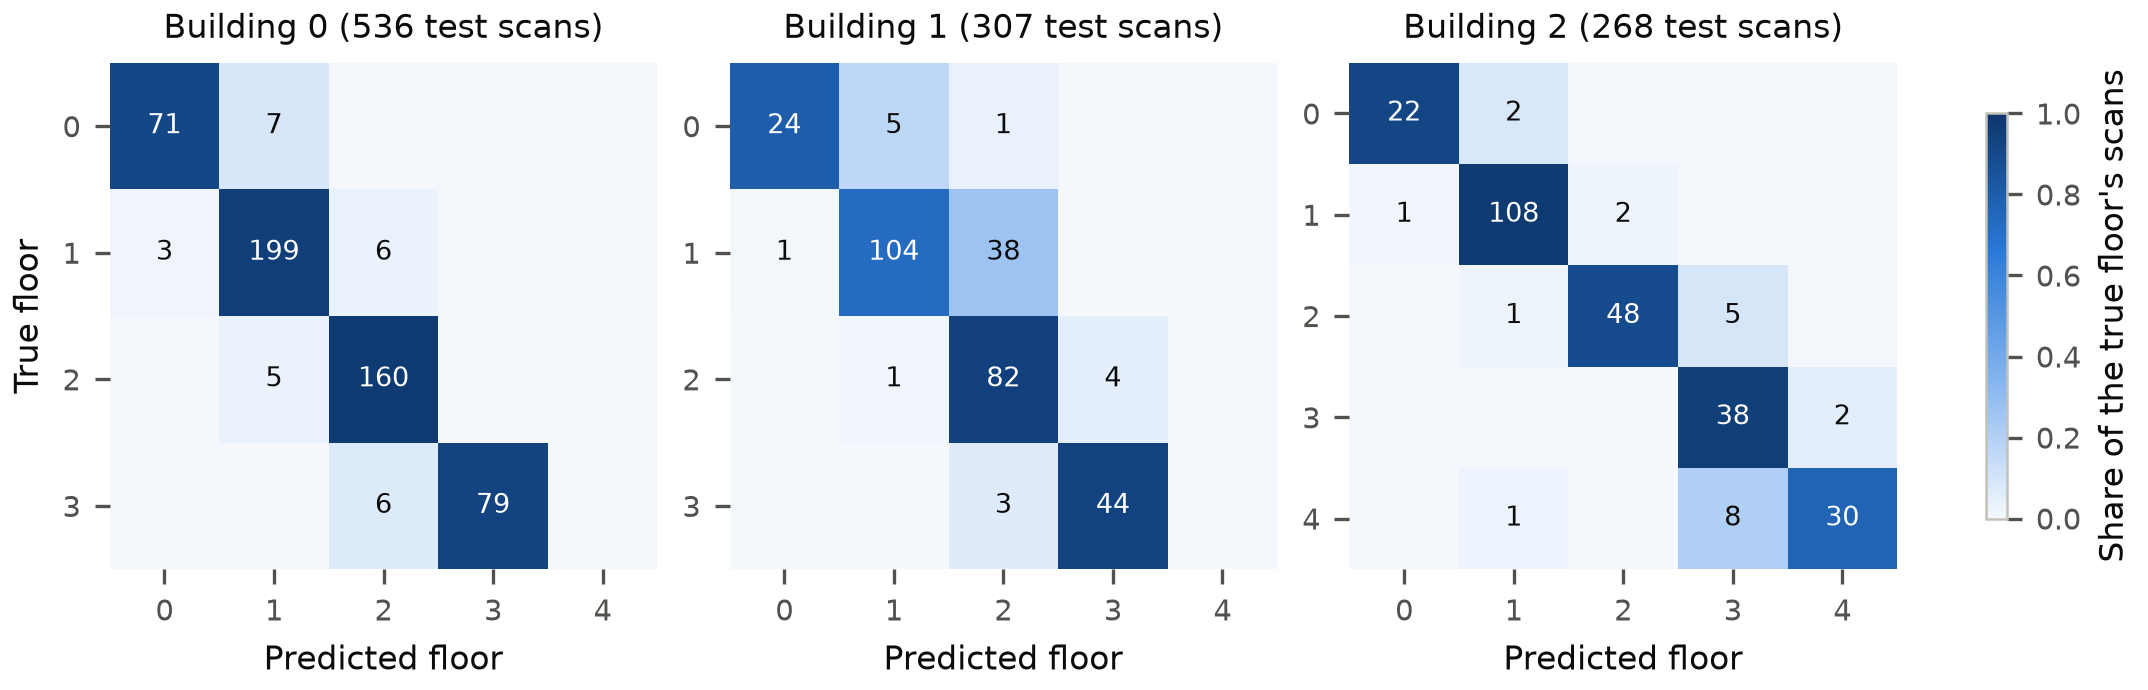 Building 0 (536 test scans)
Building 1 (307 test scans)
Building 2 (268 test scans)
True floor
0
1
2
3
71 7
3 199 6
5 160
6 79
0 1 2 3 4
Predicted floor
0
1
2
3
24 5 1
1 104 38
1 82 4
3 44
0 1 2 3 4
Predicted floor
0
1
2
3
4
22 2
1 108 2
1 48 5
38 2
1 8 30
0 1 2 3 4
Predicted floor
1.0
0.8
0.6
0.4
0.2
0.0
Share of the true floor's scans